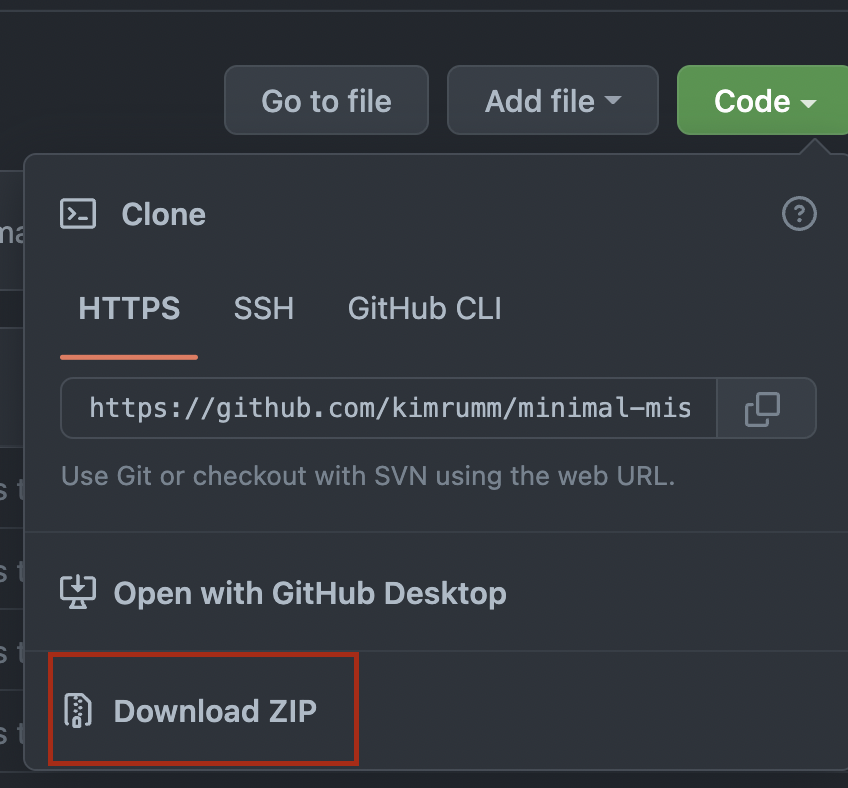 Go to file
Add file
Code
Clone
HTTPS
SSH
GitHub CLI
https://github.com/kimrumm/minimal-mis
Use Git or checkout with SVN using the web URL.
Open with GitHub Desktop
Download ZIP